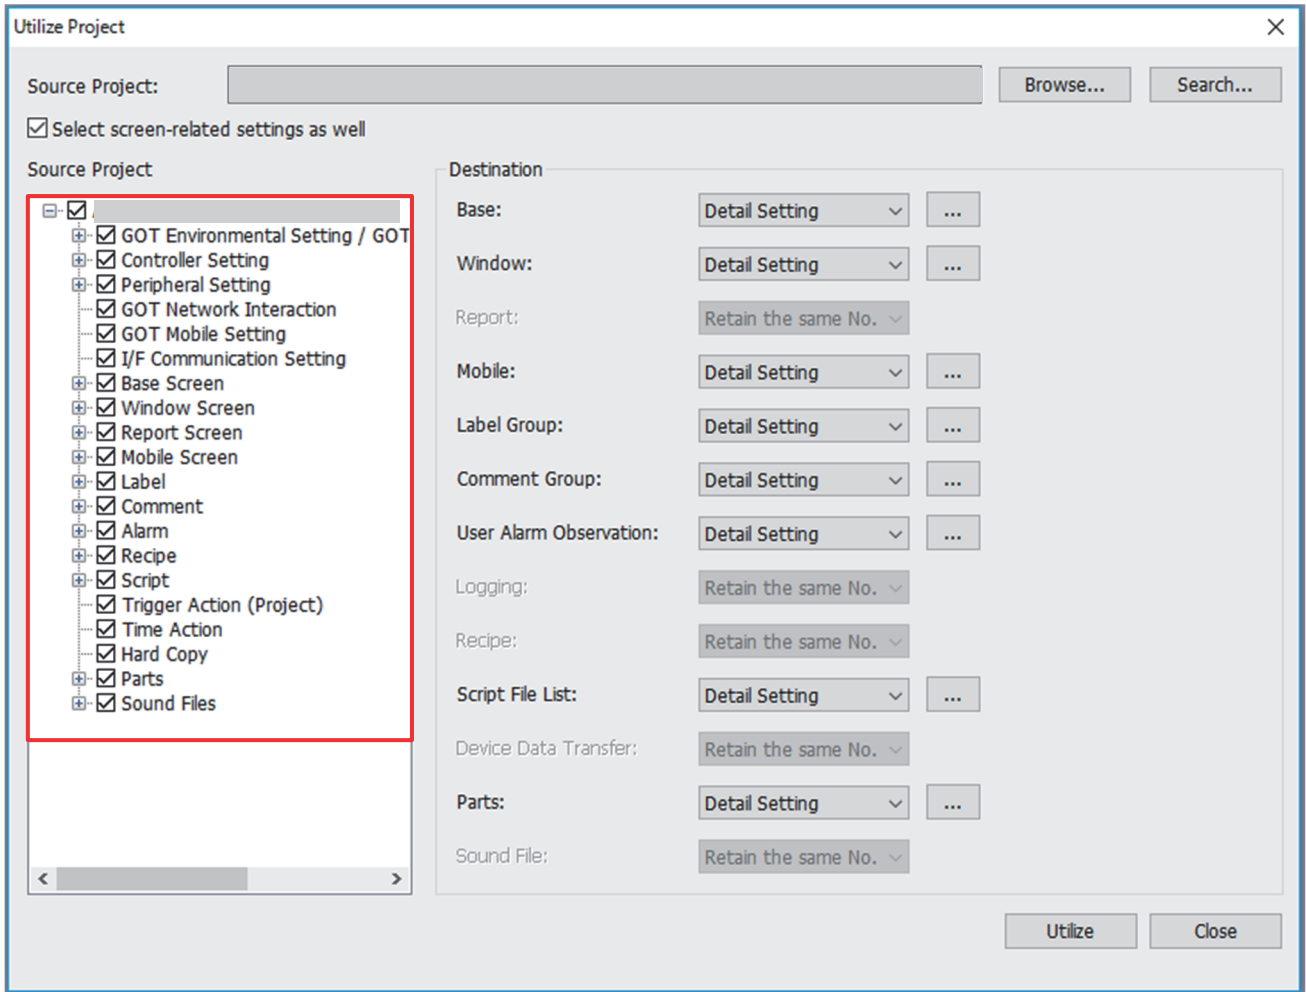 Utilize Project
Source Project:
Browse...
Search...
Select screen-related settings as well
Source Project
GOT Environmental Setting / GOT
Controller Setting
Peripheral Setting
GOT Network Interaction
GOT Mobile Setting
I/F Communication Setting
Base Screen
Window Screen
Report Screen
Mobile Screen
Label
Comment
Alarm
Recipe
Script
Trigger Action (Project)
Time Action
Hard Copy
Parts
Sound Files
Destination
Base: Detail Setting ...
Window: Detail Setting ...
Report: Retain the same No.
Mobile: Detail Setting ...
Label Group: Detail Setting ...
Comment Group: Detail Setting ...
User Alarm Observation: Detail Setting ...
Logging: Retain the same No.
Recipe: Retain the same No.
Script File List: Detail Setting ...
Device Data Transfer: Retain the same No.
Parts: Detail Setting ...
Sound File: Retain the same No.
Utilize
Close